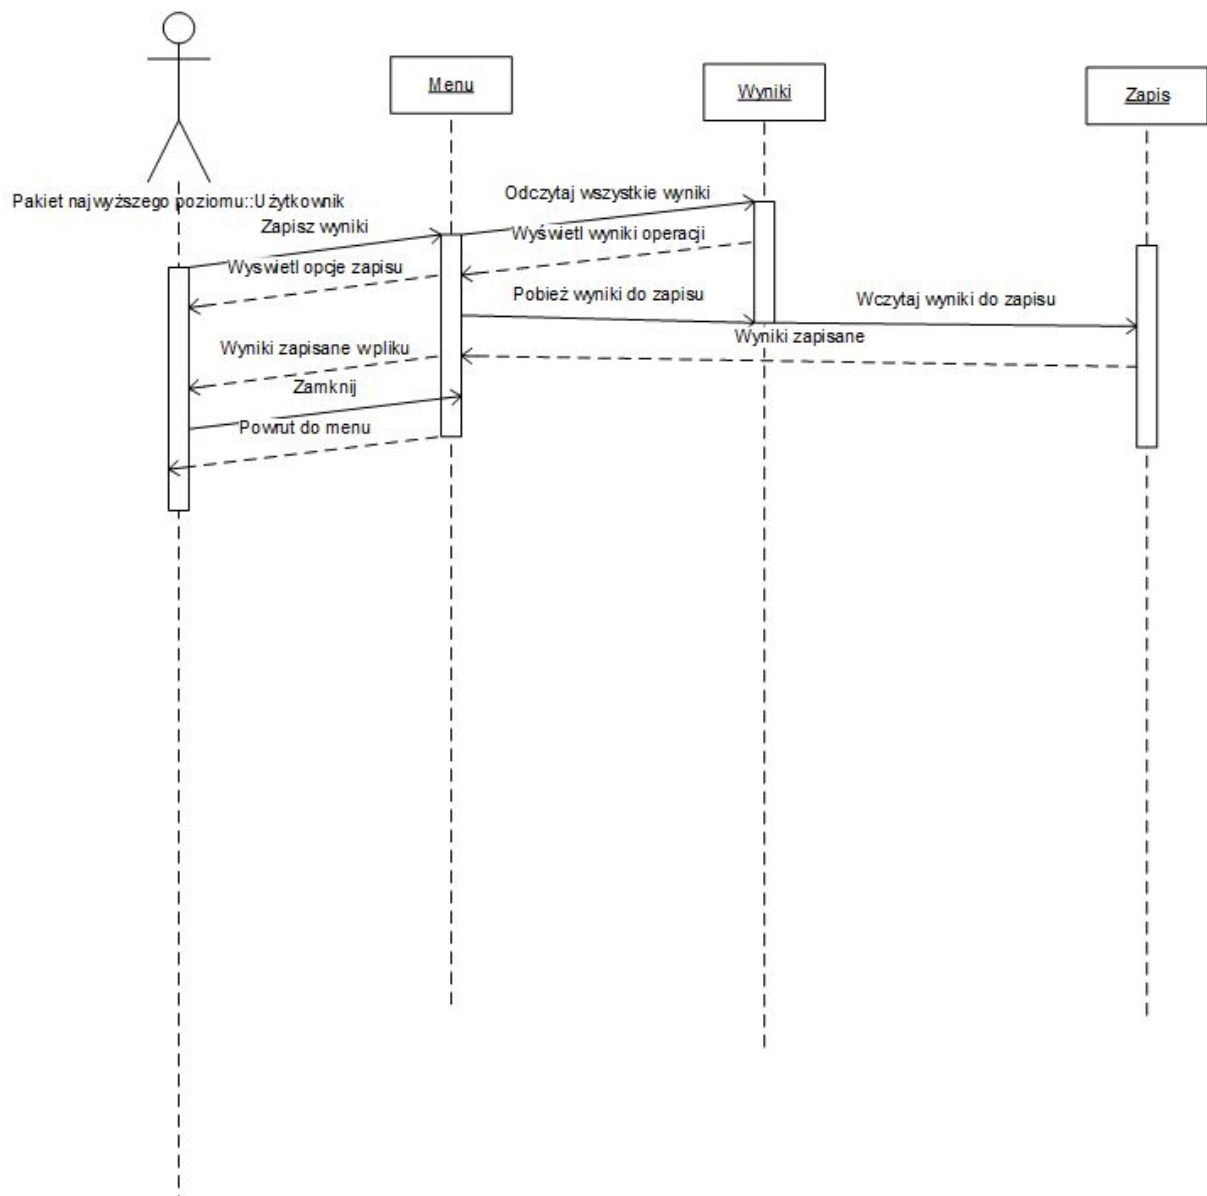 Menu
Wyniki
Zapis
Pakiet najwyższego poziomu::Użytkownik
Odczytaj wszystkie wyniki
Zapisz wyniki
Wyświetl wyniki operacji
Wyswietl opcje zapisu
Pobież wyniki do zapisu
Wczytaj wyniki do zapisu
Wyniki zapisane
Wyniki zapisane wpliku
Zamknij
Powrut do menu